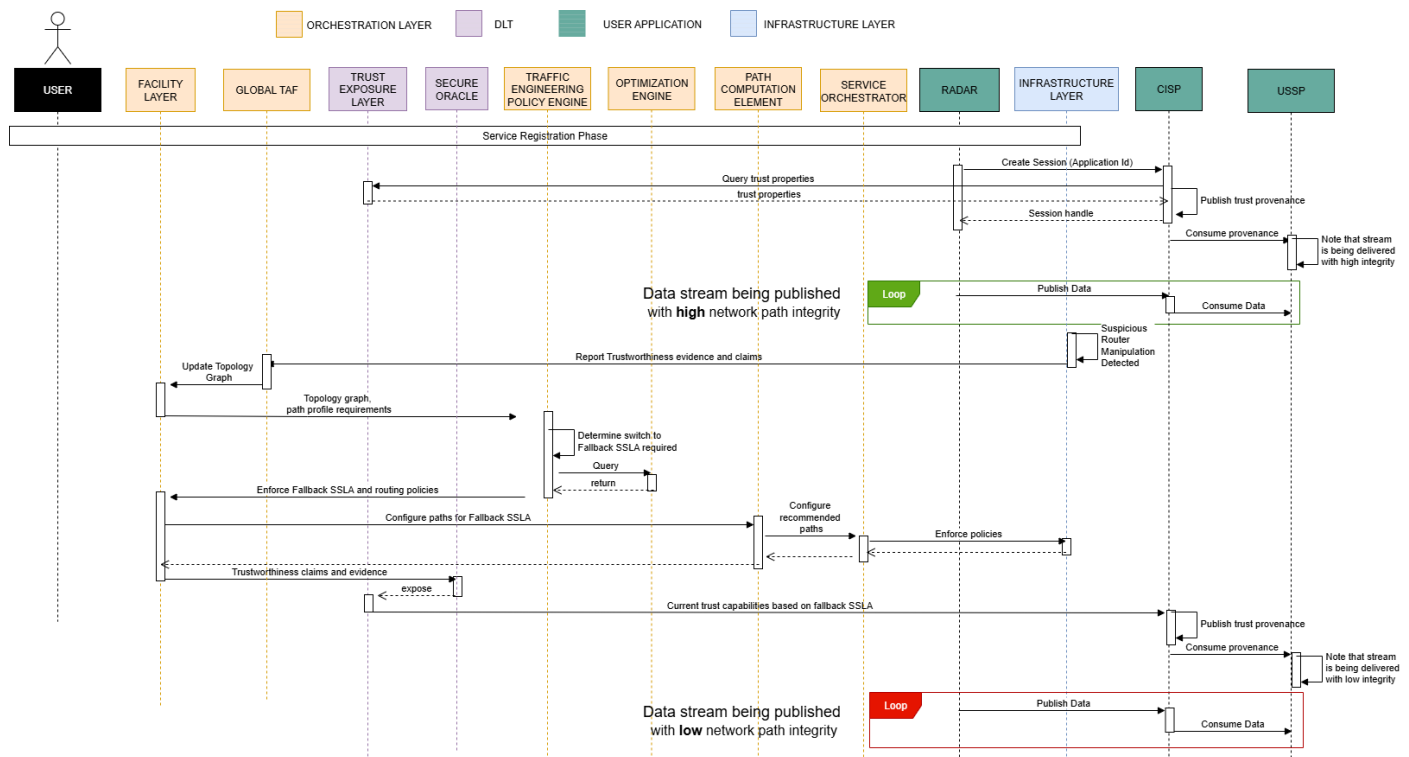 ORCHESTRATION LAYER
DLT
USER APPLICATION
INFRASTRUCTURE LAYER
USER
FACILITY
LAYER
GLOBAL TAF
TRUST
EXPOSURE
LAYER
SECURE
ORACLE
TRAFFIC
ENGINEERING
POLICY ENGINE
OPTIMIZATION
ENGINE
PATH
COMPUTATION
ELEMENT
SERVICE
ORCHESTRATOR
RADAR
INFRASTRUCTURE
LAYER
CISP
USSP
Service Registration Phase
Create Session (Application Id)
Query trust properties
trust properties
Publish trust provenance
Session handle
Consume provenance
Note that stream
is being delivered
with high integrity
Data stream being published
with high network path integrity
Loop
Publish Data
Consume Data
Suspicious
Router
Manipulation
Detected
Report Trustworthiness evidence and claims
Update Topology
Graph
Topology graph,
path profile requirements
Determine switch to
Fallback SSLA required
Query
return
Enforce Fallback SSLA and routing policies
Configure paths for Fallback SSLA
Configure
recommended
paths
Enforce policies
Trustworthiness claims and evidence
expose
Current trust capabilities based on fallback SSLA
Publish trust provenance
Consume provenance
Note that stream
is being delivered
with low integrity
Data stream being published
with low network path integrity
Loop
Publish Data
Consume Data